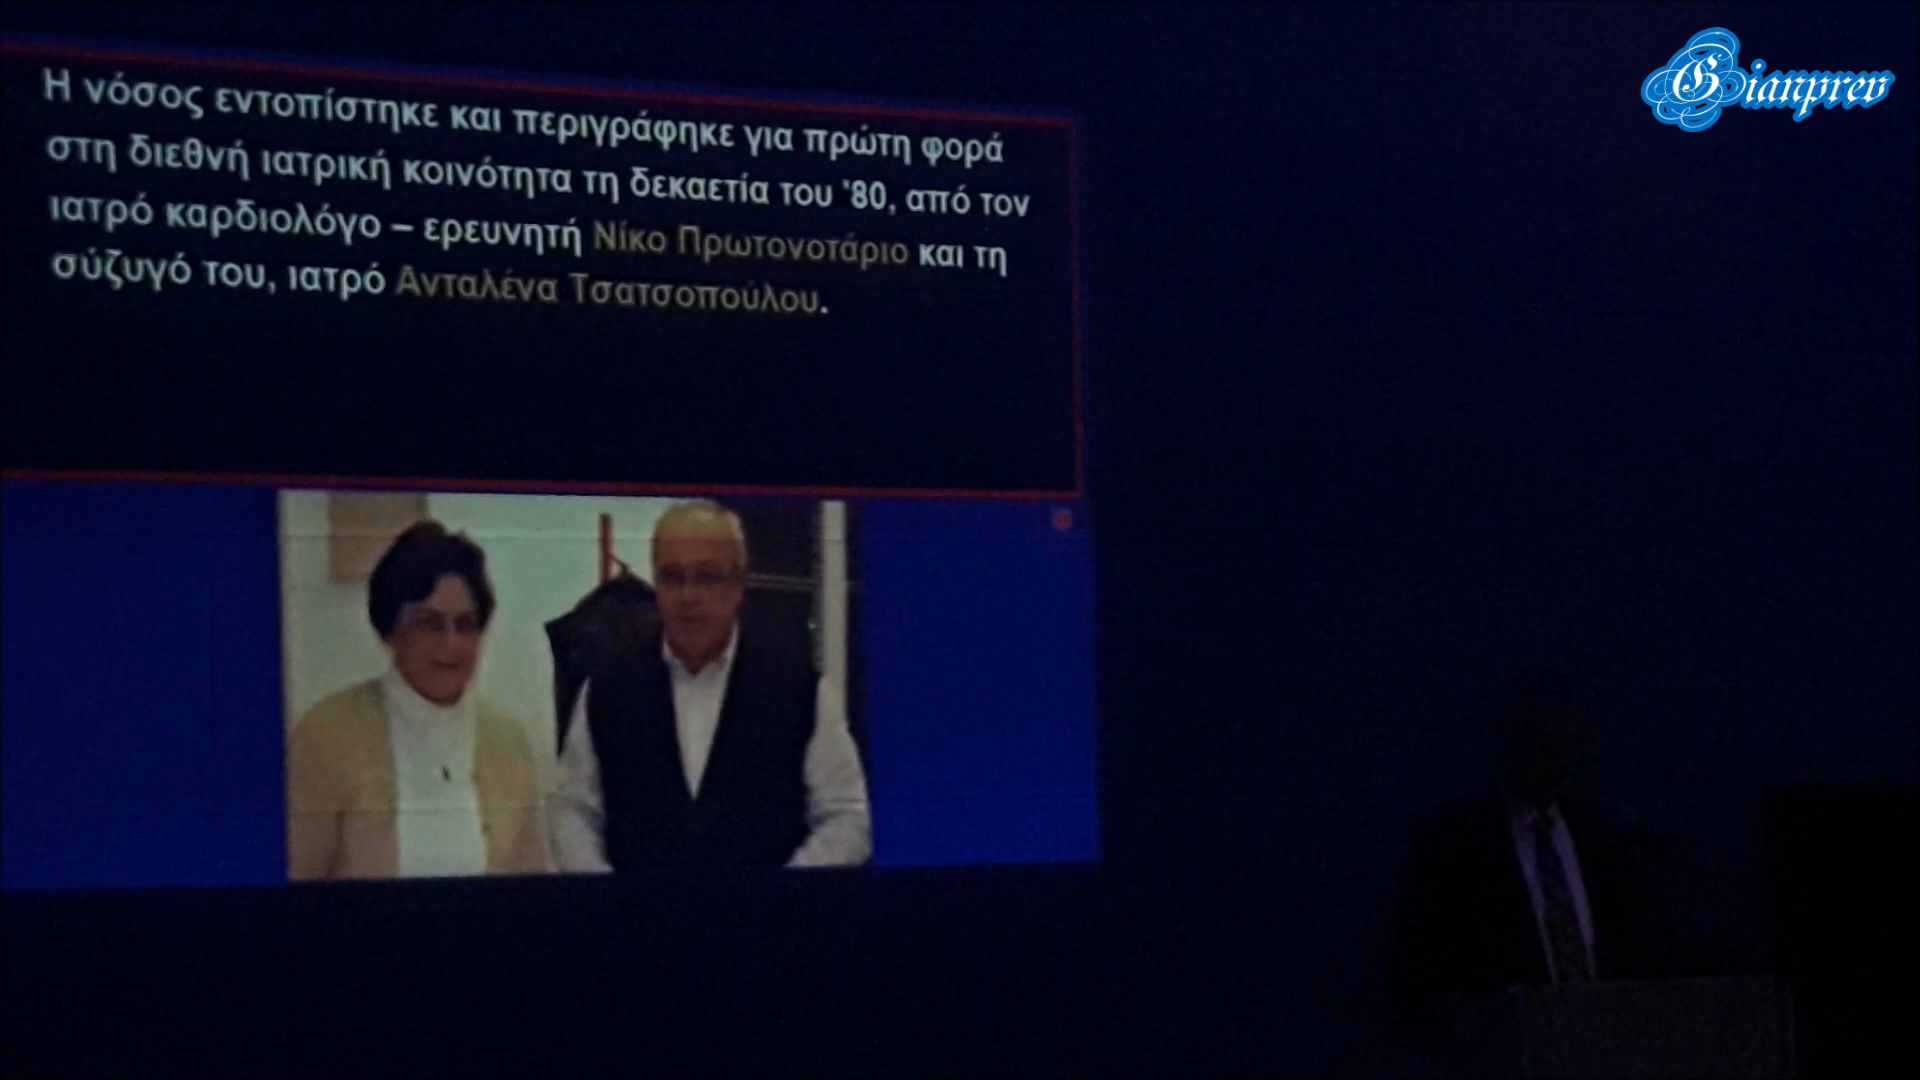 Η νόσος εντοπίστηκε και περιγράφηκε για πρώτη φορά
στη διεθνή ιατρική κοινότητα τη δεκαετία του '80, από τον
ιατρό καρδιολόγο – ερευνητή Νίκο Πρωτονοτάριο και τη
σύζυγό του, ιατρό Ανταλένα Τσατσοπούλου.
Gianprev